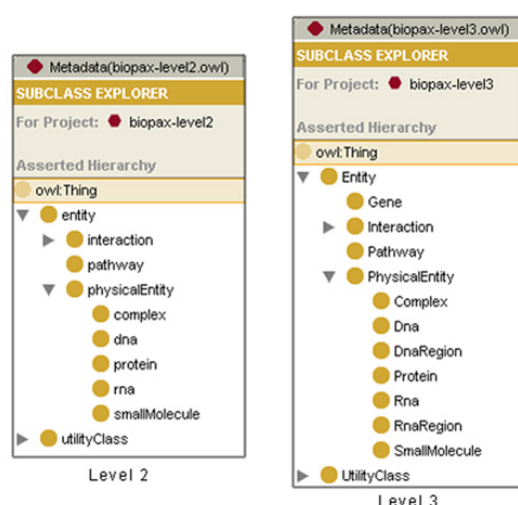 Metadata(biopax-level2.owl)
SUBCLASS EXPLORER
For Project: biopax-level2
Asserted Hierarchy
owl:Thing
entity
interaction
pathway
physicalEntity
complex
dna
protein
rna
smallMolecule
utilityClass
Level 2
Metadata(biopax-level3.owl)
SUBCLASS EXPLORER
For Project: biopax-level3
Asserted Hierarchy
owl:Thing
Entity
Gene
Interaction
Pathway
PhysicalEntity
Complex
Dna
DnaRegion
Protein
Rna
RnaRegion
SmallMolecule
UtilityClass
Level 3